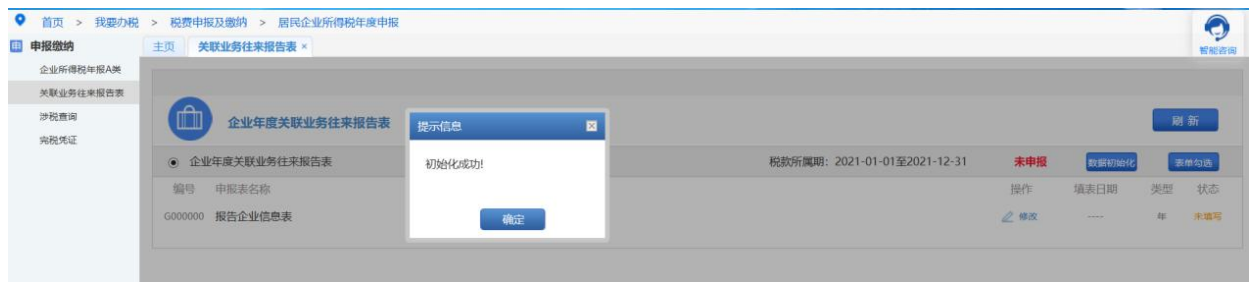 首页 > 我要办税 > 税费申报及缴纳 > 居民企业所得税年度申报
智能咨询
申报缴纳
企业所得税年报A类
关联业务往来报告表
涉税查询
完税凭证
主页 关联业务往来报告表 ×
企业年度关联业务往来报告表
刷 新
企业年度关联业务往来报告表 税款所属期：2021-01-01至2021-12-31 未申报 数据初始化 表单勾选
编号 申报表名称 操作 填表日期 类型 状态
G000000 报告企业信息表 修改 ---- 年 未填写
提示信息
初始化成功!
确定